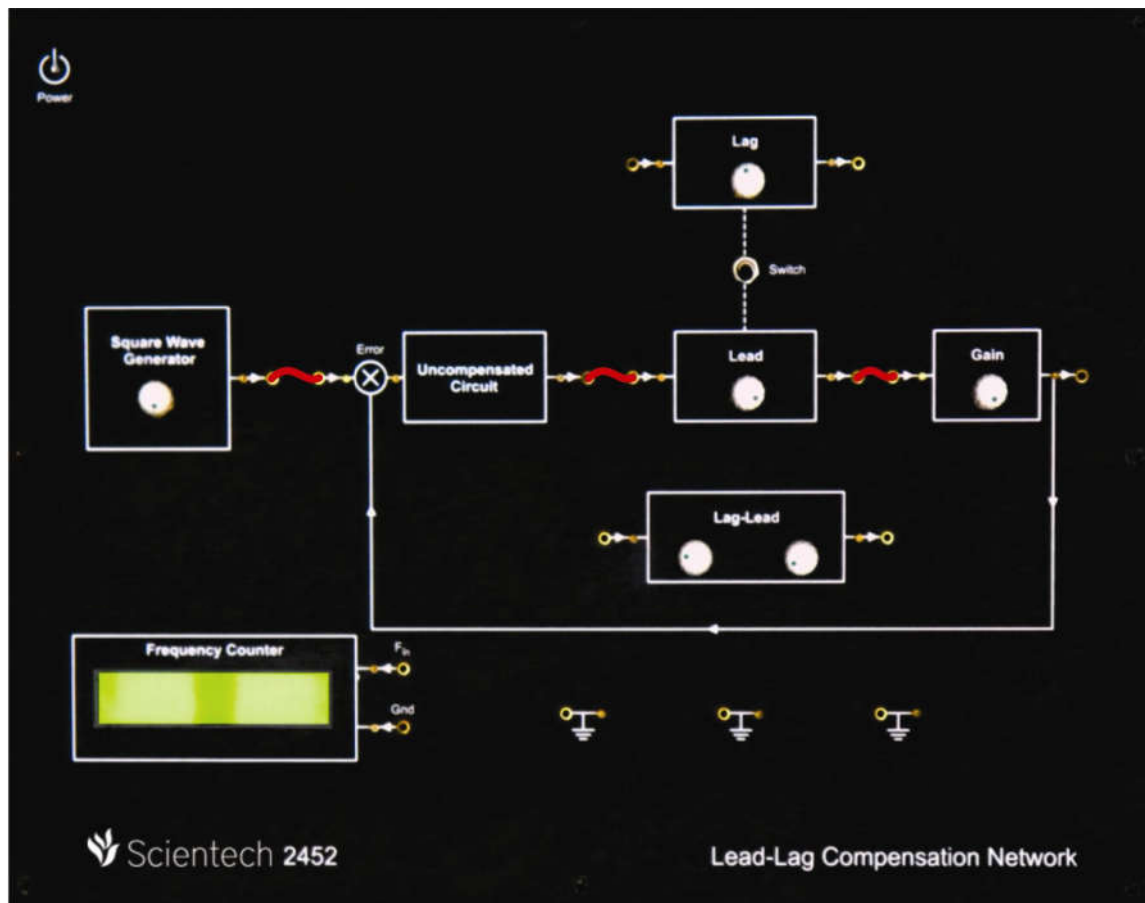 Power
Lag
Switch
Square Wave
Generator
Error
Uncompensated
Circuit
Lead
Gain
Lag-Lead
Frequency Counter
Fin
Gnd
Scientech 2452
Lead-Lag Compensation Network